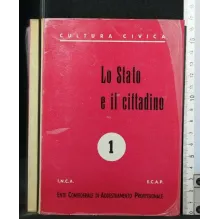 CULTURA CIVICA
Lo Stato
e il cittadino
1
I.M.C.A. E.C.A.P.
ENTE CONFEDERALE DI ADDESTRAMENTO PROFESSIONALE